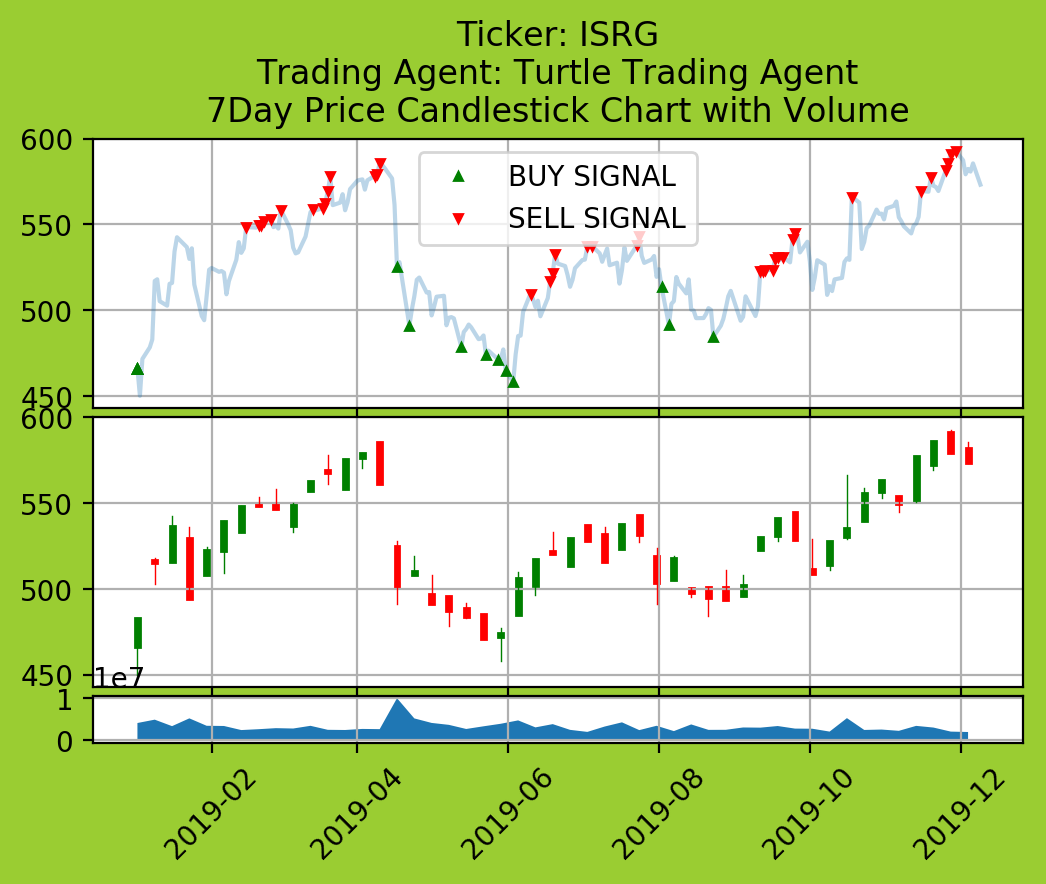 Ticker: ISRG
Trading Agent: Turtle Trading Agent
7Day Price Candlestick Chart with Volume
600
550
500
450
BUY SIGNAL
SELL SIGNAL
600
550
500
450
1e7
1
0
2019-02
2019-04
2019-06
2019-08
2019-10
2019-12